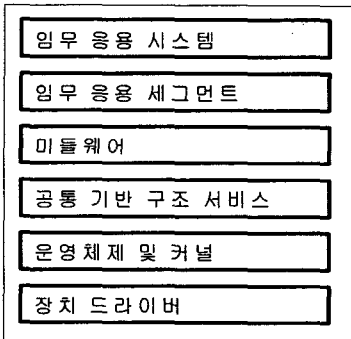 임무 응용 시스템
임무 응용 세그먼트
미들웨어
공통 기반 구조 서비스
운영체제 및 커널
장치 드라이버